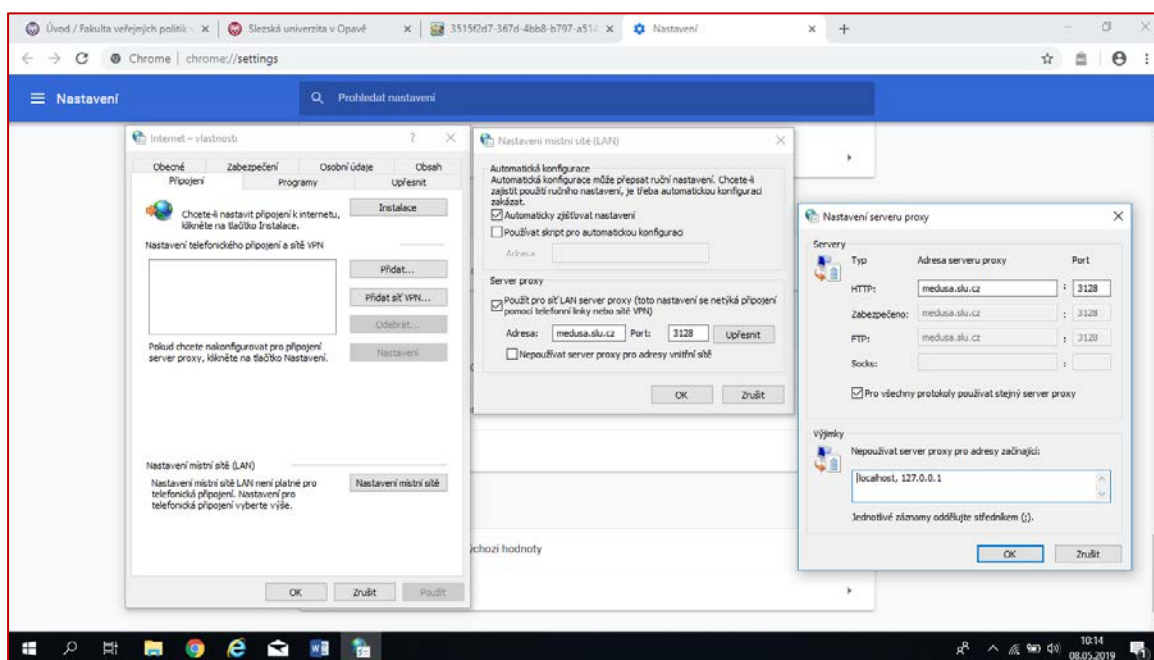 Úvod / Fakulta veřejných politik v
Slezská univerzita v Opavě
3515f2d7-367d-4bb8-b797-a514
Nastavení
Chrome | chrome://settings
Nastavení
Prohledat nastavení
Internet – vlastnosti
Obecné Zabezpečení Osobní údaje Obsah
Připojení Programy Upřesnit
Chcete-li nastavit připojení k internetu,
klikněte na tlačítko Instalace.
Instalace
Nastavení telefonického připojení a sítě VPN
Přidat...
Přidat síť VPN...
Odebrat...
Pokud chcete nakonfigurovat pro připojení
server proxy, klikněte na tlačítko Nastavení.
Nastavení
Nastavení místní sítě (LAN)
Nastavení místní sítě LAN není platné pro
telefonická připojení. Nastavení pro
telefonická připojení vyberte výše.
Nastavení místní sítě
OK Zrušit Použít
Nastavení místní sítě (LAN)
Automatická konfigurace
Automatická konfigurace může přepsat ruční nastavení. Chcete-li
zajistit použití ručního nastavení, je třeba automatickou konfiguraci
zakázat.
Automaticky zjišťovat nastavení
Používat skript pro automatickou konfiguraci
Adresa
Server proxy
Použít pro síť LAN server proxy (toto nastavení se netýká připojení
pomocí telefonní linky nebo sítě VPN)
Adresa: medusa.slu.cz Port: 3128 Upřesnit
Nepoužívat server proxy pro adresy vnitřní sítě
OK Zrušit
Nastavení serveru proxy
Servery
Typ Adresa serveru proxy Port
HTTP: medusa.slu.cz : 3128
Zabezpečeno: medusa.slu.cz : 3128
FTP: medusa.slu.cz : 3128
Socks: :
Pro všechny protokoly používat stejný server proxy
Výjimky
Nepoužívat server proxy pro adresy začínající:
localhost, 127.0.0.1
Jednotlivé záznamy oddělujte středníkem (;).
OK Zrušit
ýchozí hodnoty
10:14
08.05.2019